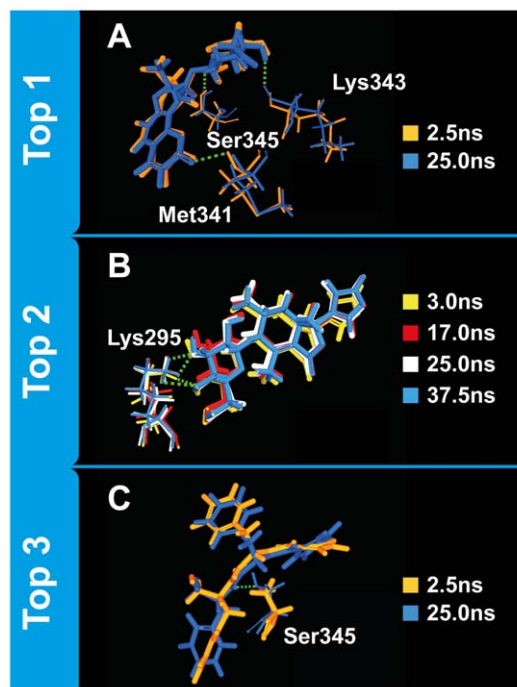 Top 1
A
Lys343
Ser345
Met341
2.5ns
25.0ns
Top 2
B
Lys295
3.0ns
17.0ns
25.0ns
37.5ns
Top 3
C
Ser345
2.5ns
25.0ns